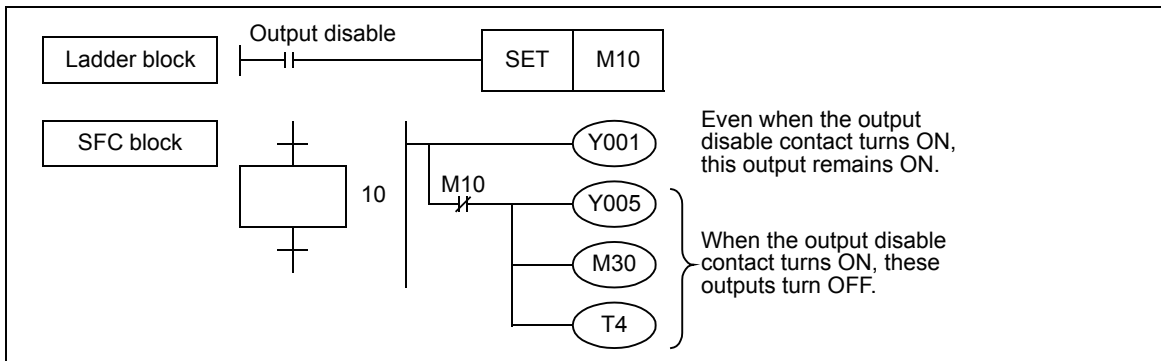 Output disable
Ladder block
SET
M10
SFC block
10
M10
Y001
Even when the output
disable contact turns ON,
this output remains ON.
Y005
M30
T4
When the output disable
contact turns ON, these
outputs turn OFF.